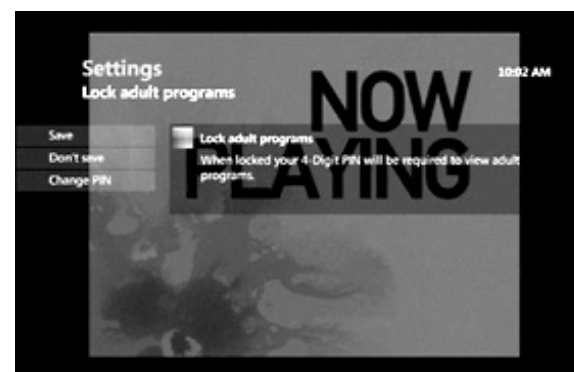 Settings
Lock adult programs
10:02 AM
NOW
PLAYING
Save
Don't save
Change PIN
Lock adult programs
When locked your 4-Digit PIN will be required to view adult
programs.